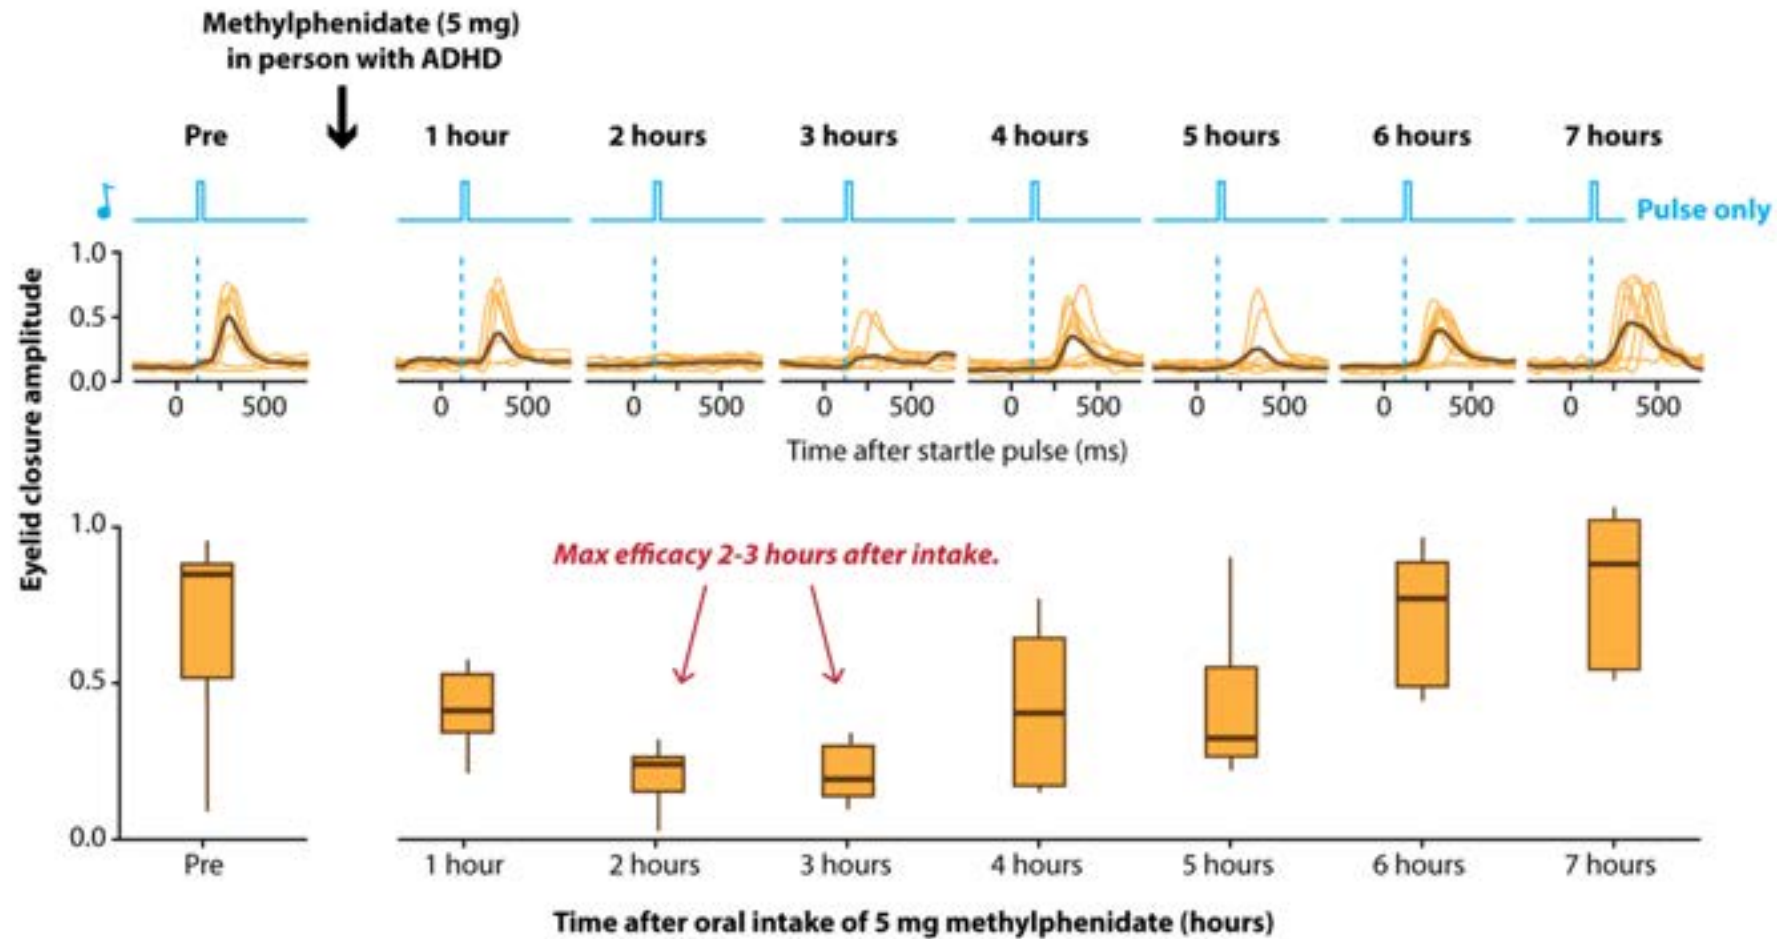 Methylphenidate (5 mg)
in person with ADHD
Pre
1 hour
2 hours
3 hours
4 hours
5 hours
6 hours
7 hours
Pulse only
Eyelid closure amplitude
1.0
0.5
0.0
0 500
0 500
0 500
0 500
0 500
0 500
0 500
0 500
Time after startle pulse (ms)
1.0
0.5
0.0
Max efficacy 2-3 hours after intake.
Pre
1 hour
2 hours
3 hours
4 hours
5 hours
6 hours
7 hours
Time after oral intake of 5 mg methylphenidate (hours)